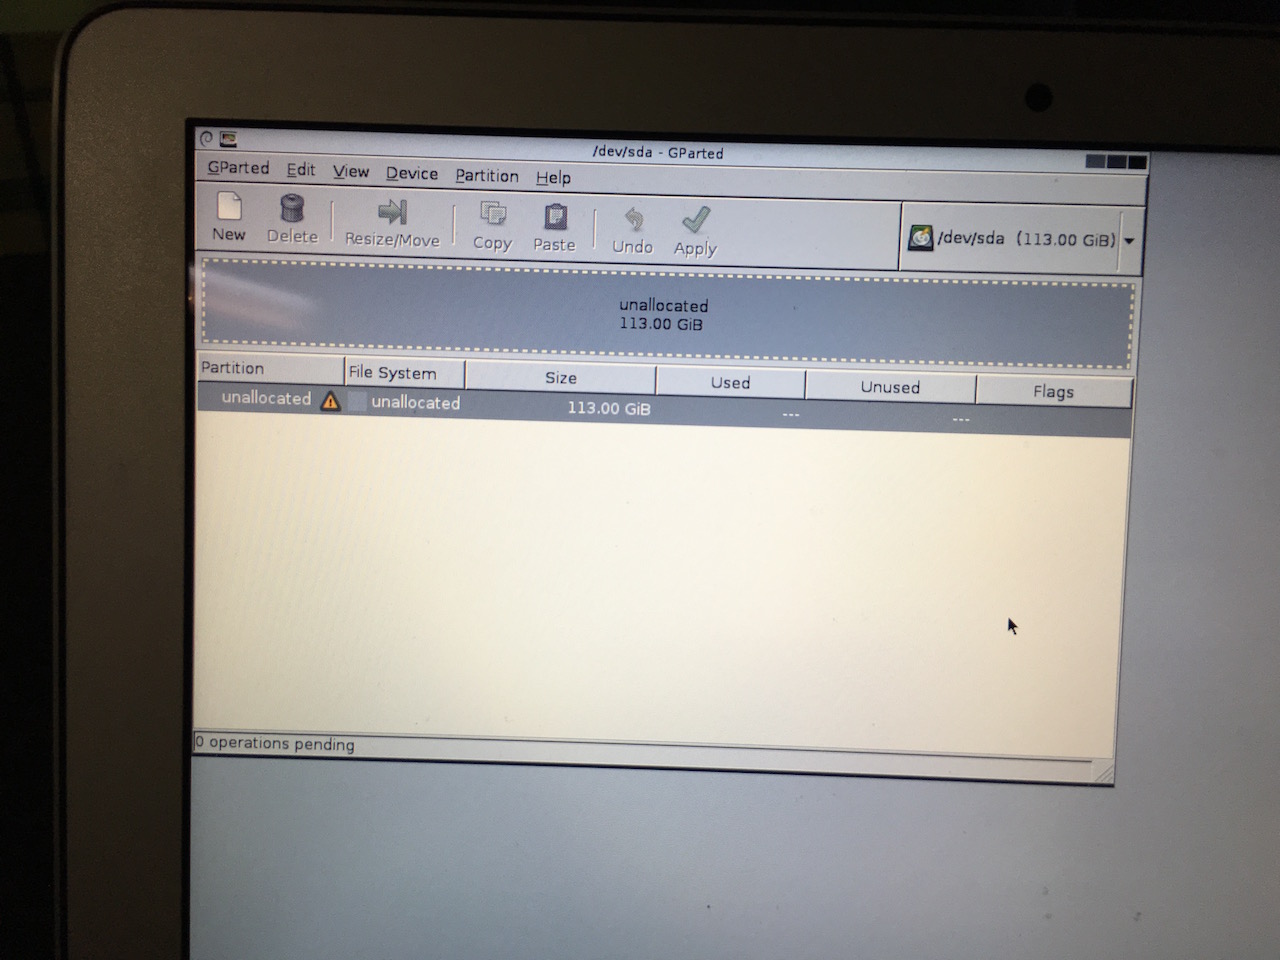 /dev/sda - GParted
GParted Edit View Device Partition Help
New Delete Resize/Move Copy Paste Undo Apply /dev/sda (113.00 GiB)
unallocated
113.00 GiB
Partition File System Size Used Unused Flags
unallocated unallocated 113.00 GiB --- ---
0 operations pending